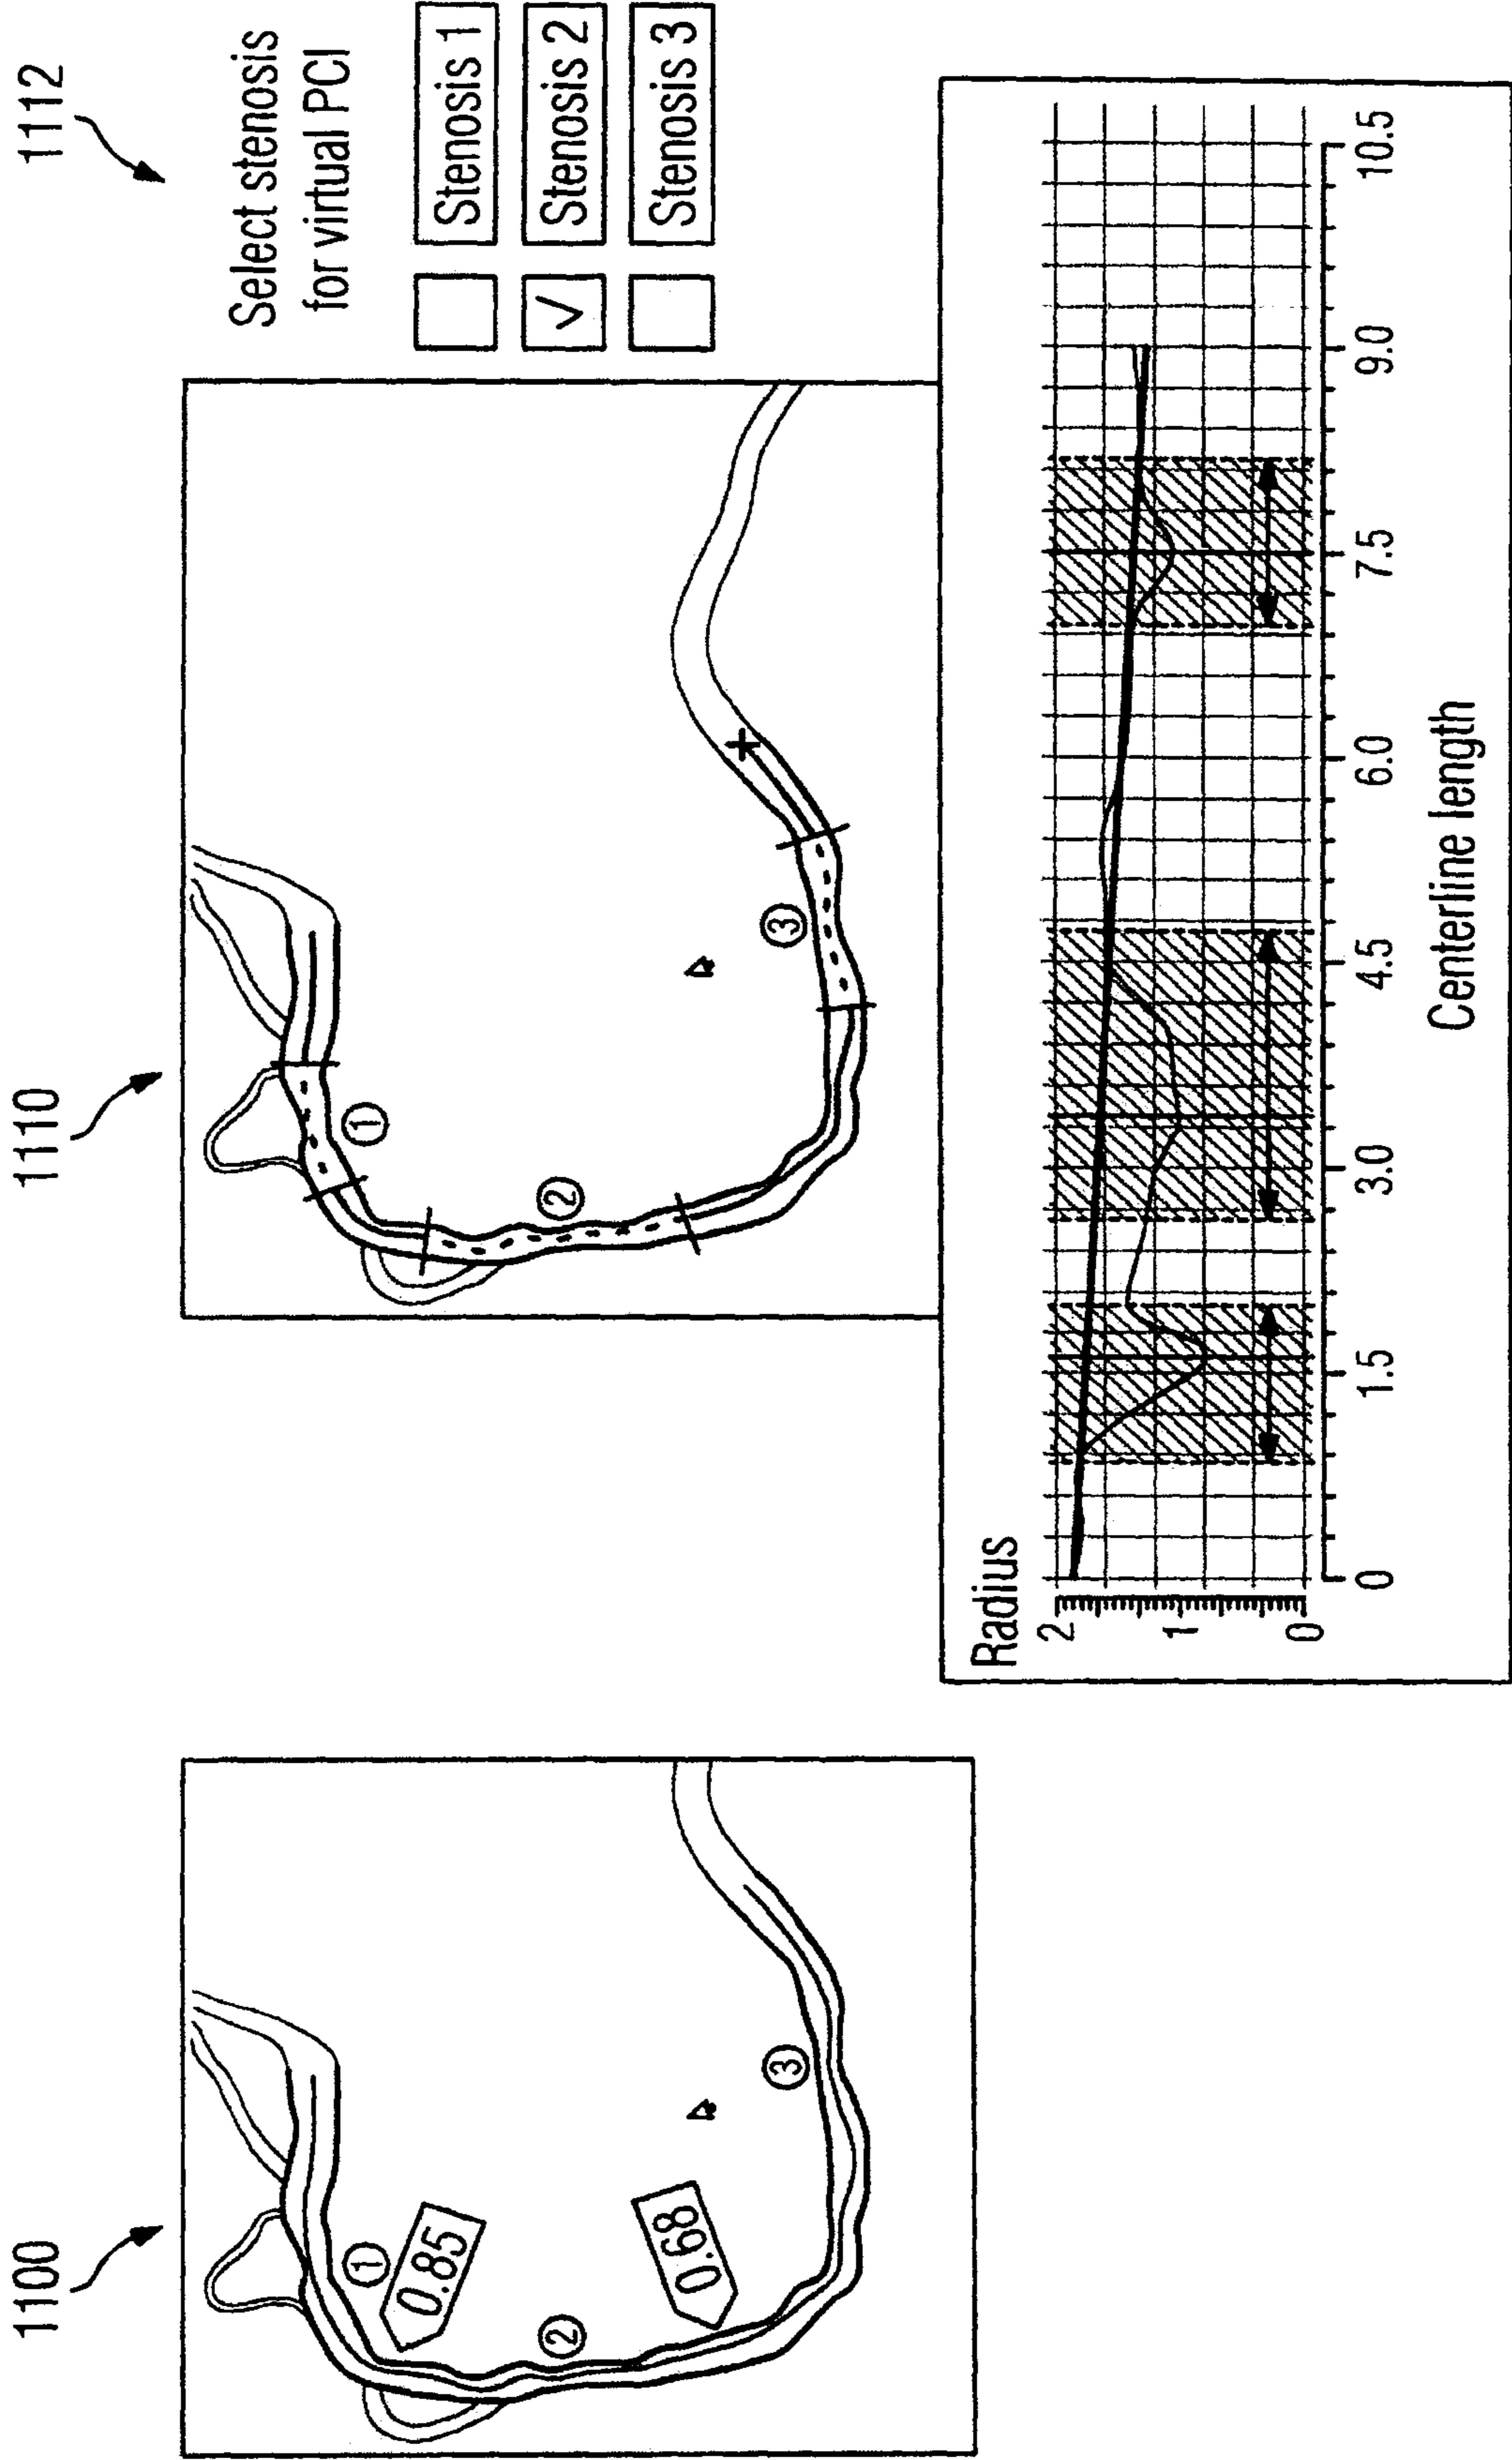 1100
1
0.85
2
0.68
3
1110
1
2
3
1112
Select stenosis
for virtual PCI
Stenosis 1
√ Stenosis 2
Stenosis 3
Radius
2
1
0
0 1.5 3.0 4.5 6.0 7.5 9.0 10.5
Centerline length